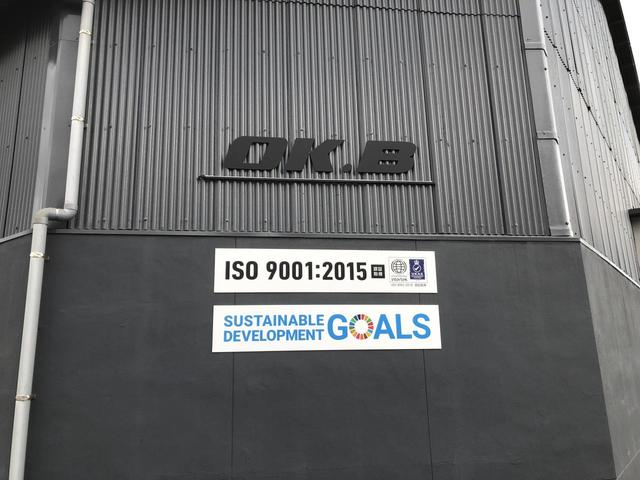 OK.B
ISO 9001:2015
SUSTAINABLE
DEVELOPMENT
GOALS